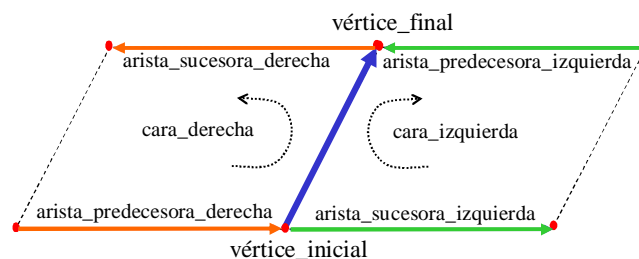 vértice_final
arista_sucesora_derecha
arista_predecesora_izquierda
cara_derecha
cara_izquierda
arista_predecesora_derecha
arista_sucesora_izquierda
vértice_inicial